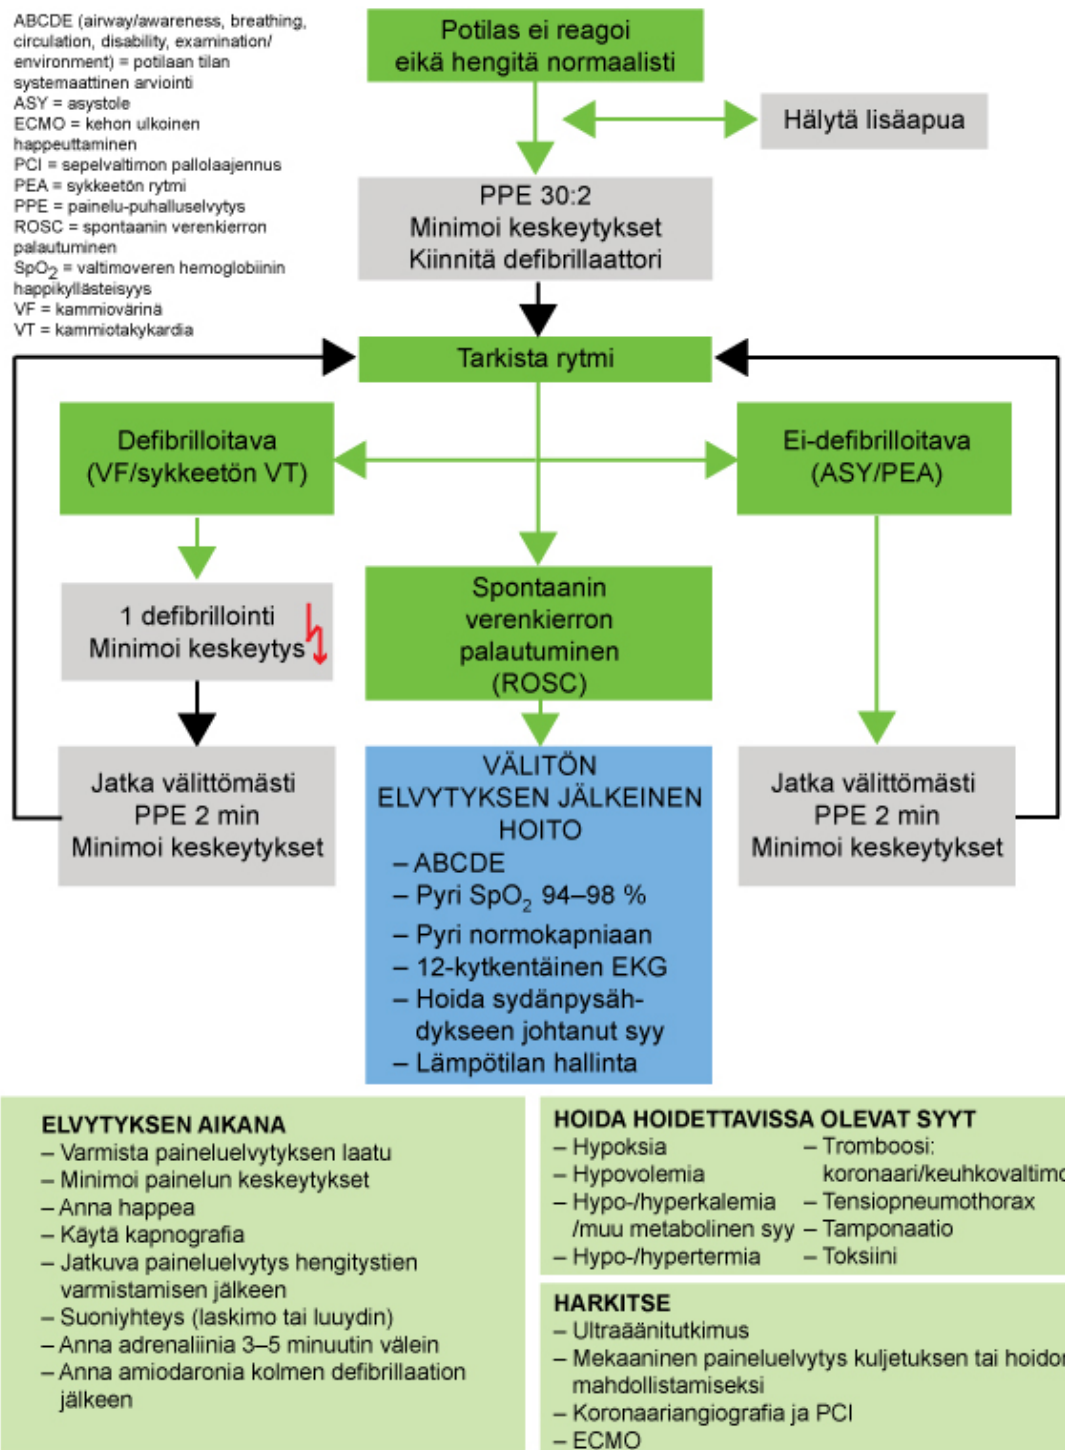 ABCDE (airway/awareness, breathing,
circulation, disability, examination/
environment) = potilaan tilan
systemaattinen arviointi
ASY = asystole
ECMO = kehon ulkoinen
happeuttaminen
PCI = sepelvaltimon pallolaajennus
PEA = sykkeetön rytmi
PPE = painelu-puhalluselvytys
ROSC = spontaanin verenkierron
palautuminen
SpO2 = valtimoveren hemoglobiinin
happikyllästeisyys
VF = kammiovärinä
VT = kammiotakykardia
Potilas ei reagoi
eikä hengitä normaalisti
Hälytä lisäapua
PPE 30:2
Minimoi keskeytykset
Kiinnitä defibrillaattori
Tarkista rytmi
Defibrilloitava
(VF/sykkeetön VT)
Ei-defibrilloitava
(ASY/PEA)
1 defibrillointi
Minimoi keskeytys
Spontaanin
verenkierron
palautuminen
(ROSC)
Jatka välittömästi
PPE 2 min
Minimoi keskeytykset
VÄLITÖN
ELVYTYKSEN JÄLKEINEN
HOITO
– ABCDE
– Pyri SpO2 94–98 %
– Pyri normokapniaan
– 12-kytkentäinen EKG
– Hoida sydänpysäh-
dykseen johtanut syy
– Lämpötilan hallinta
Jatka välittömästi
PPE 2 min
Minimoi keskeytykset
ELVYTYKSEN AIKANA
– Varmista paineluelvytyksen laatu
– Minimoi painelun keskeytykset
– Anna happea
– Käytä kapnografia
– Jatkuva paineluelvytys hengitystien
varmistamisen jälkeen
– Suoniyhteys (laskimo tai luuydin)
– Anna adrenaliinia 3–5 minuutin välein
– Anna amiodaronia kolmen defibrillaation
jälkeen
HOIDA HOIDETTAVISSA OLEVAT SYYT
– Hypoksia
– Hypovolemia
– Hypo-/hyperkalemia
/muu metabolinen syy
– Hypo-/hypertermia
– Tromboosi:
koronaari/keuhkovaltimo
– Tensiopneumothorax
– Tamponaatio
– Toksiini
HARKITSE
– Ultraäänitutkimus
– Mekaaninen paineluelvytys kuljetuksen tai hoidon
mahdollistamiseksi
– Koronaariangiografia ja PCI
– ECMO